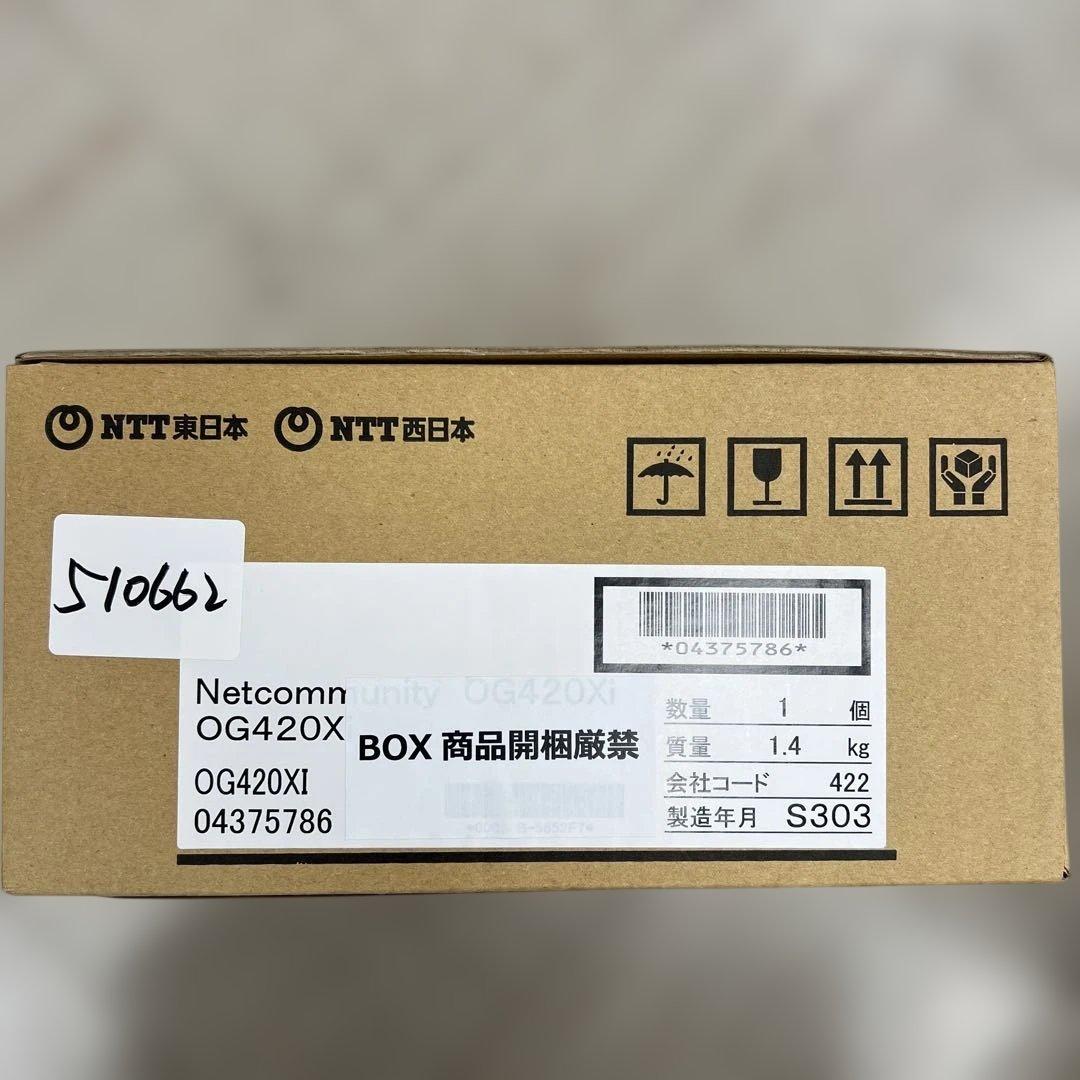 NTT東日本 NTT西日本
510662
*04375786*
Netcommunity OG420Xi
OG420X
BOX 商品開梱厳禁
OG420XI
04375786
数量 1 個
質量 1.4 kg
会社コード 422
製造年月 S303